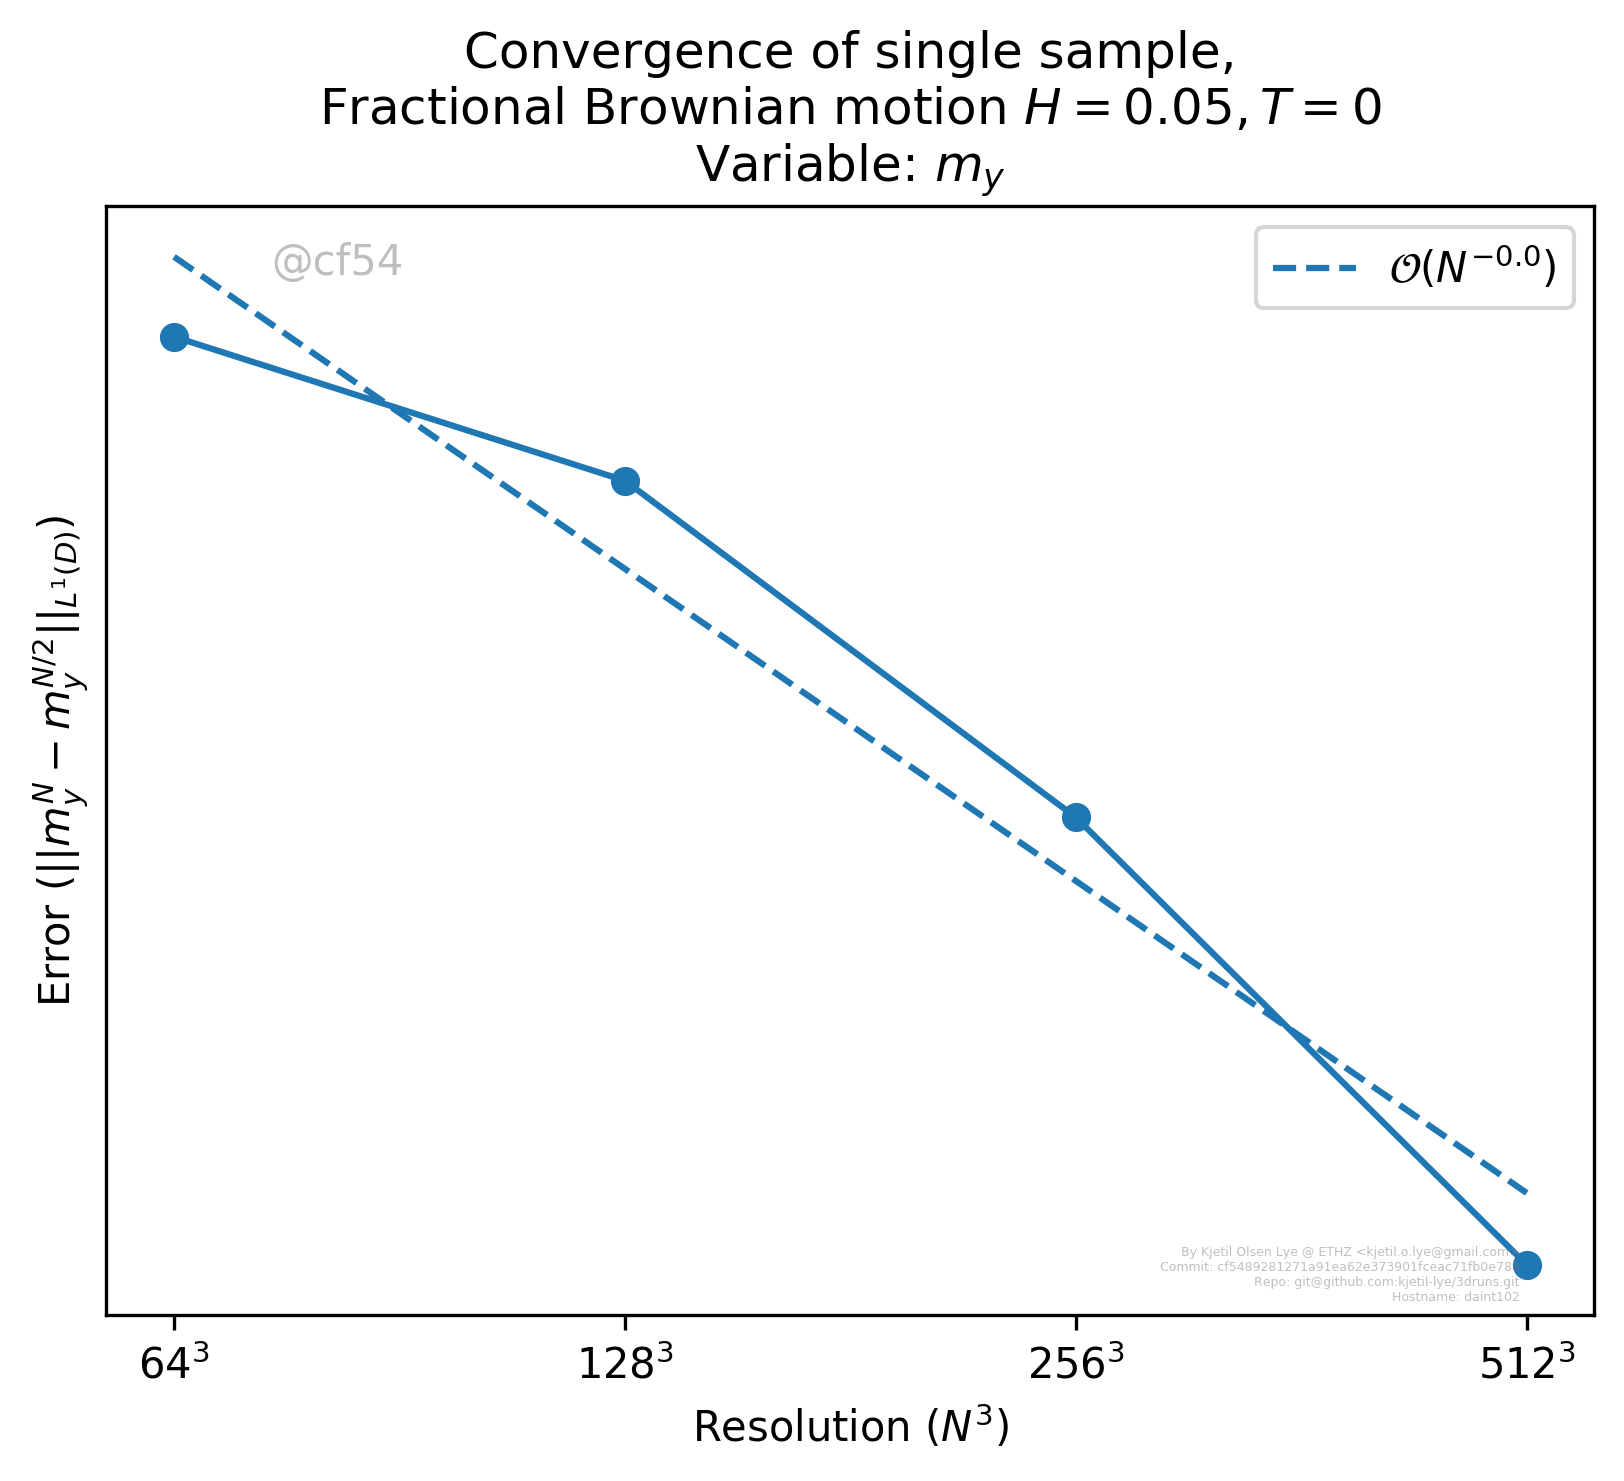 Convergence of single sample,
Fractional Brownian motion H = 0.05, T = 0
Variable: m_y
@cf54
𝒪(N^{-0.0})
Error (||m_y^N − m_y^{N/2}||_{L^1(D)})
By Kjetil Olsen Lye @ ETHZ <kjetil.o.lye@gmail.com
Commit: cf5489281271a91ea62e373901fceac71fb0e78
Repo: git@github.com:kjetil-lye/3druns.git
Hostname: daint102
64^3 128^3 256^3 512^3
Resolution (N^3)